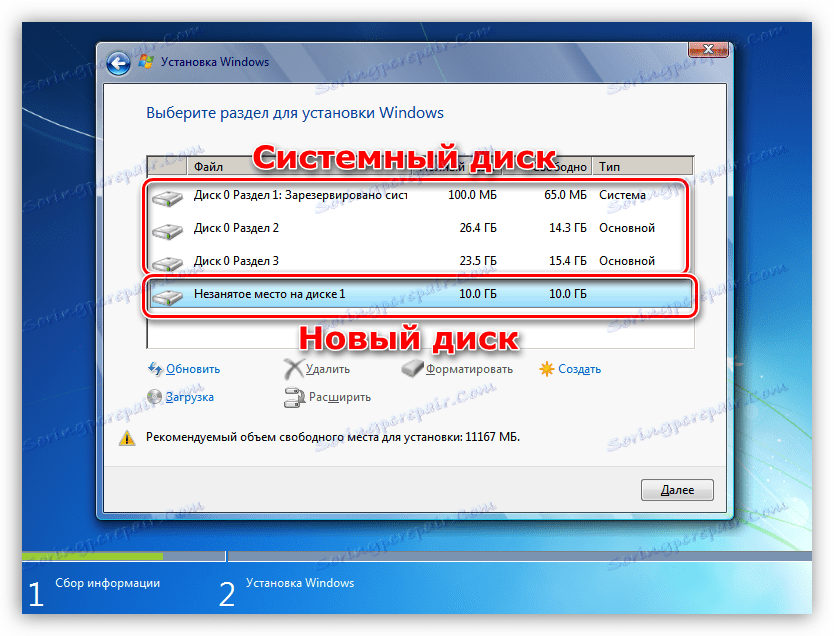 Установка Windows
Выберите раздел для установки Windows
Системный диск
Файл Свободно Тип
Диск 0 Раздел 1: Зарезервировано сист 100.0 МБ 65.0 МБ Система
Диск 0 Раздел 2 26.4 ГБ 14.3 ГБ Основной
Диск 0 Раздел 3 23.5 ГБ 15.4 ГБ Основной
Незанятое место на диске 1 10.0 ГБ 10.0 ГБ
Новый диск
Обновить Удалить Форматировать Создать
Загрузка Расширить
Рекомендуемый объем свободного места для установки: 11167 МБ.
Далее
1 Сбор информации 2 Установка Windows